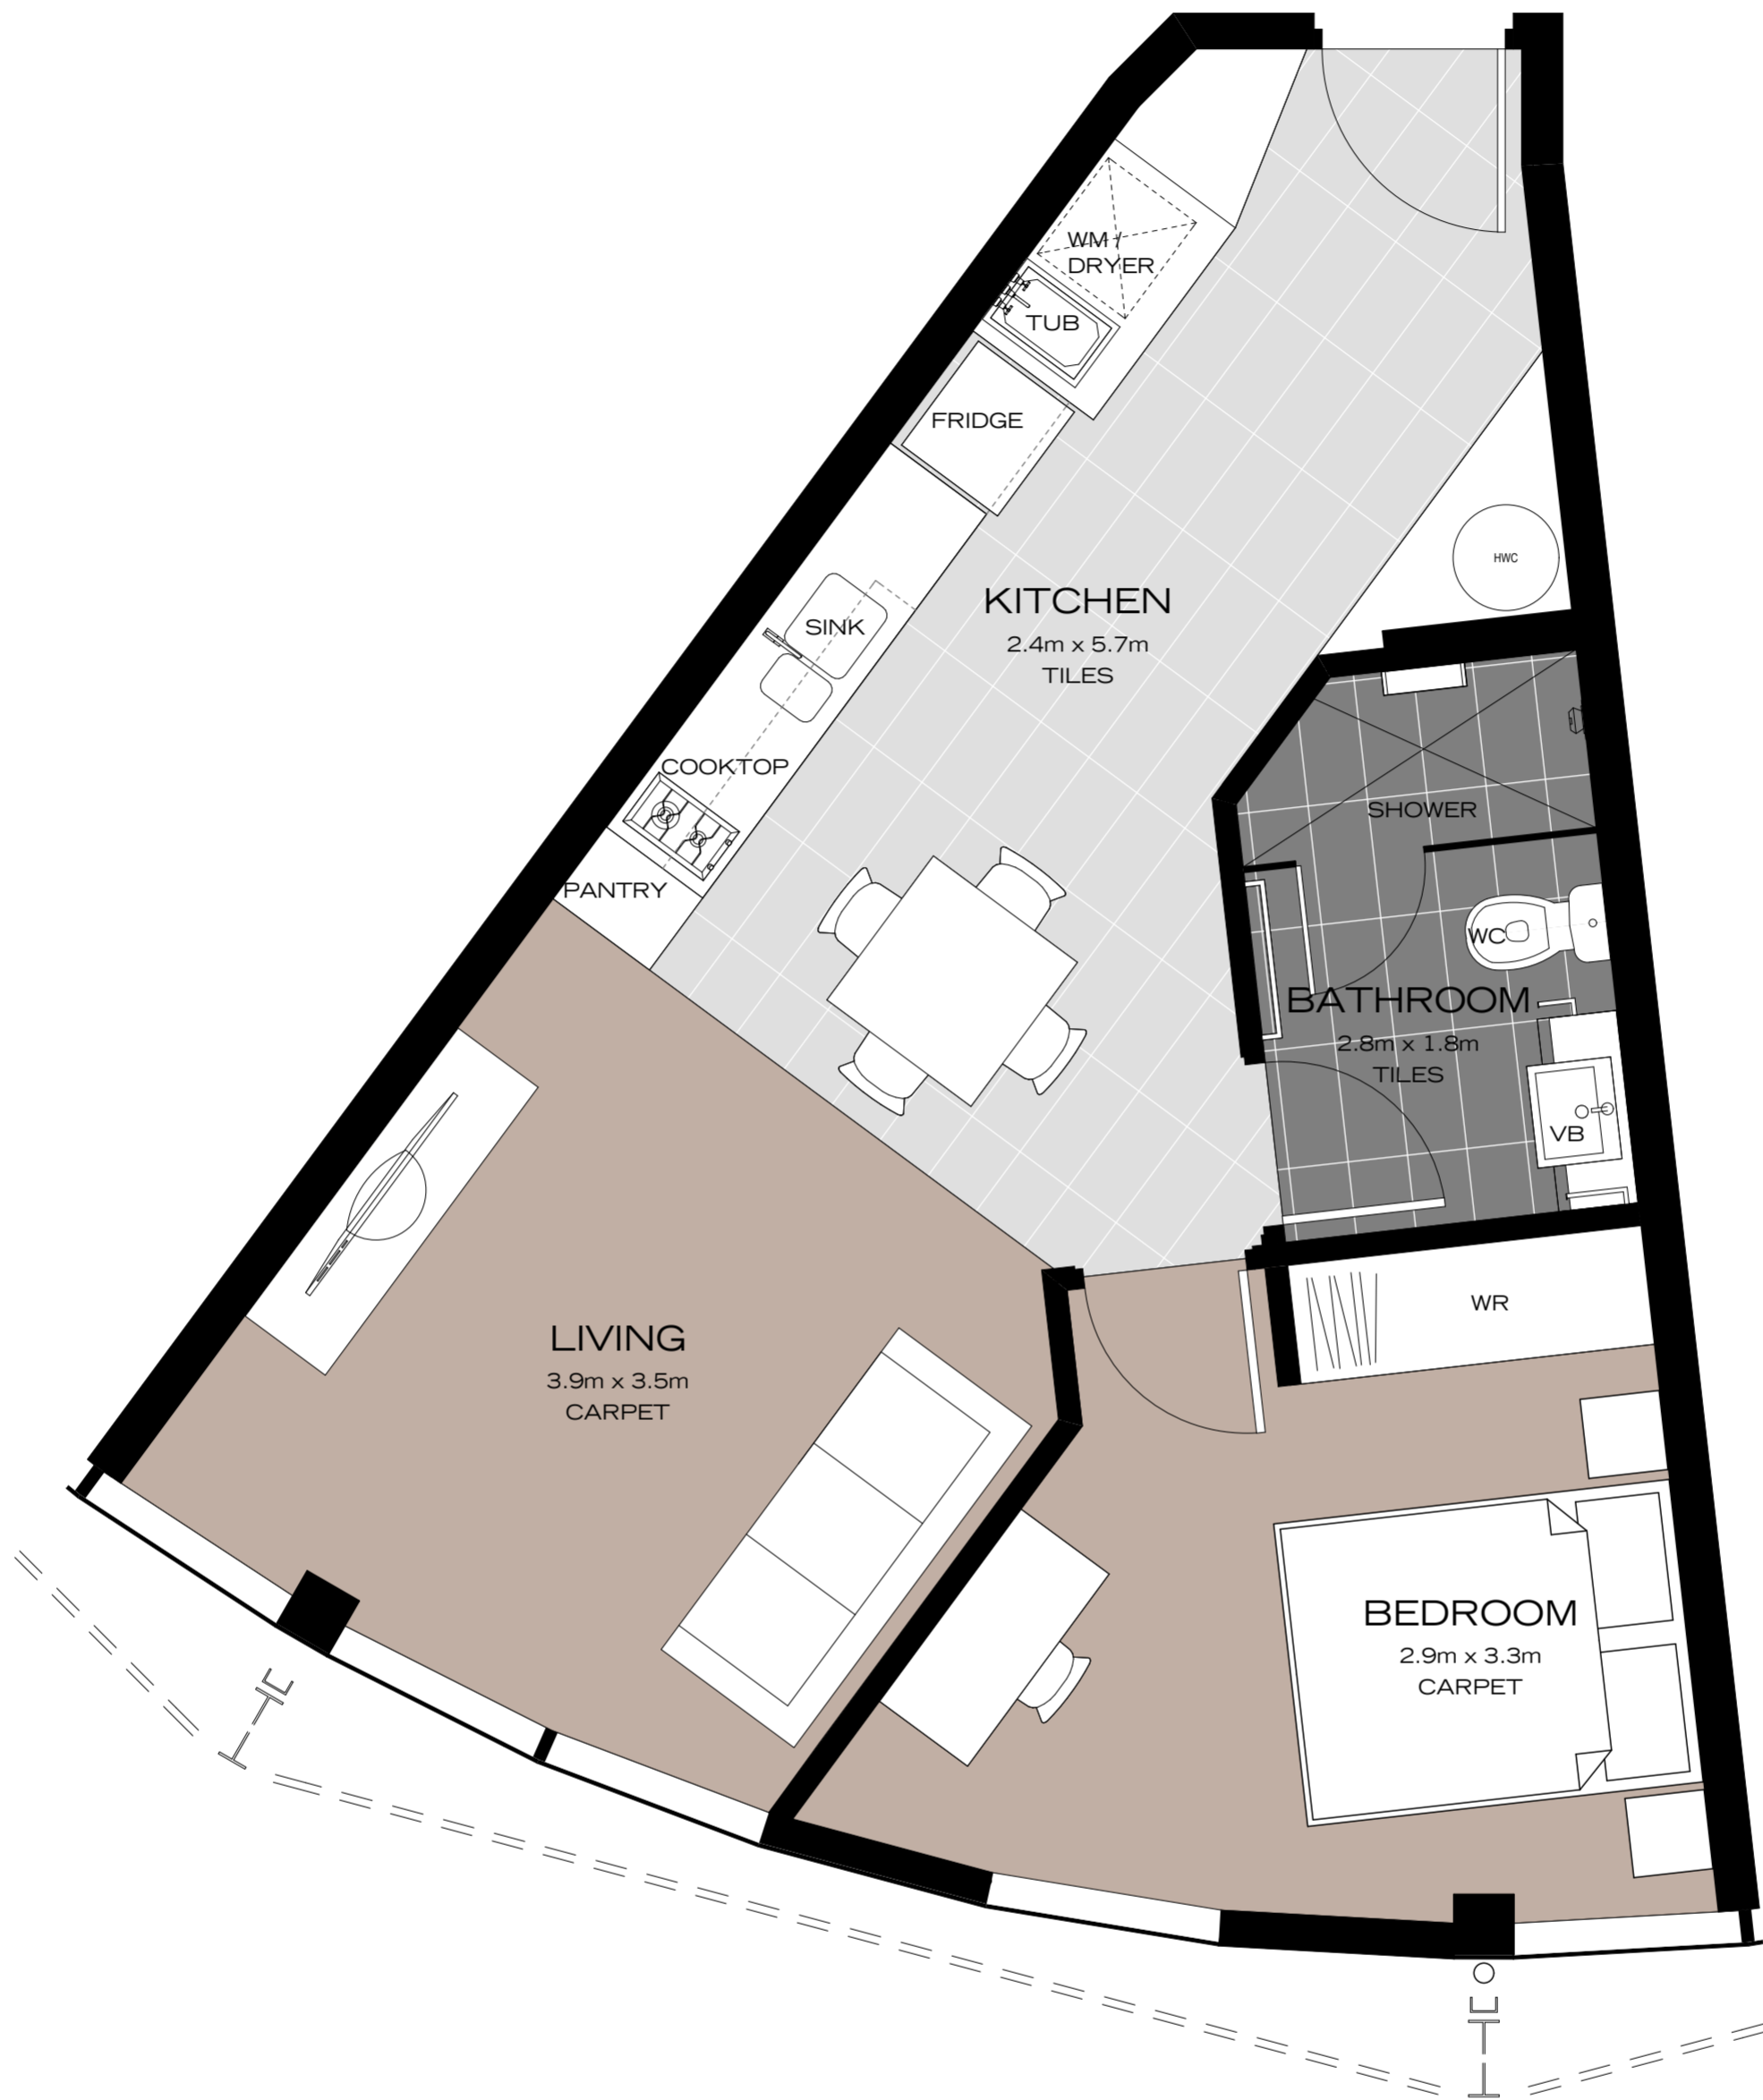 WM /
DRYER
TUB
FRIDGE
HWC
KITCHEN
2.4m x 5.7m
TILES
SINK
COOKTOP
SHOWER
PANTRY
WC
BATHROOM
2.8m x 1.8m
TILES
VB
WR
LIVING
3.9m x 3.5m
CARPET
BEDROOM
2.9m x 3.3m
CARPET